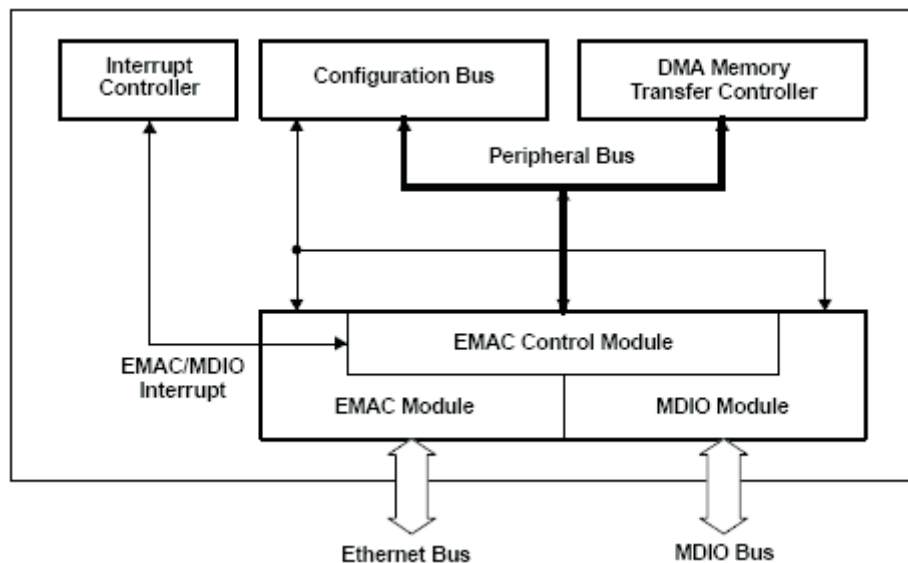 Interrupt
Controller
Configuration Bus
DMA Memory
Transfer Controller
Peripheral Bus
EMAC Control Module
EMAC/MDIO
Interrupt
EMAC Module
MDIO Module
Ethernet Bus
MDIO Bus